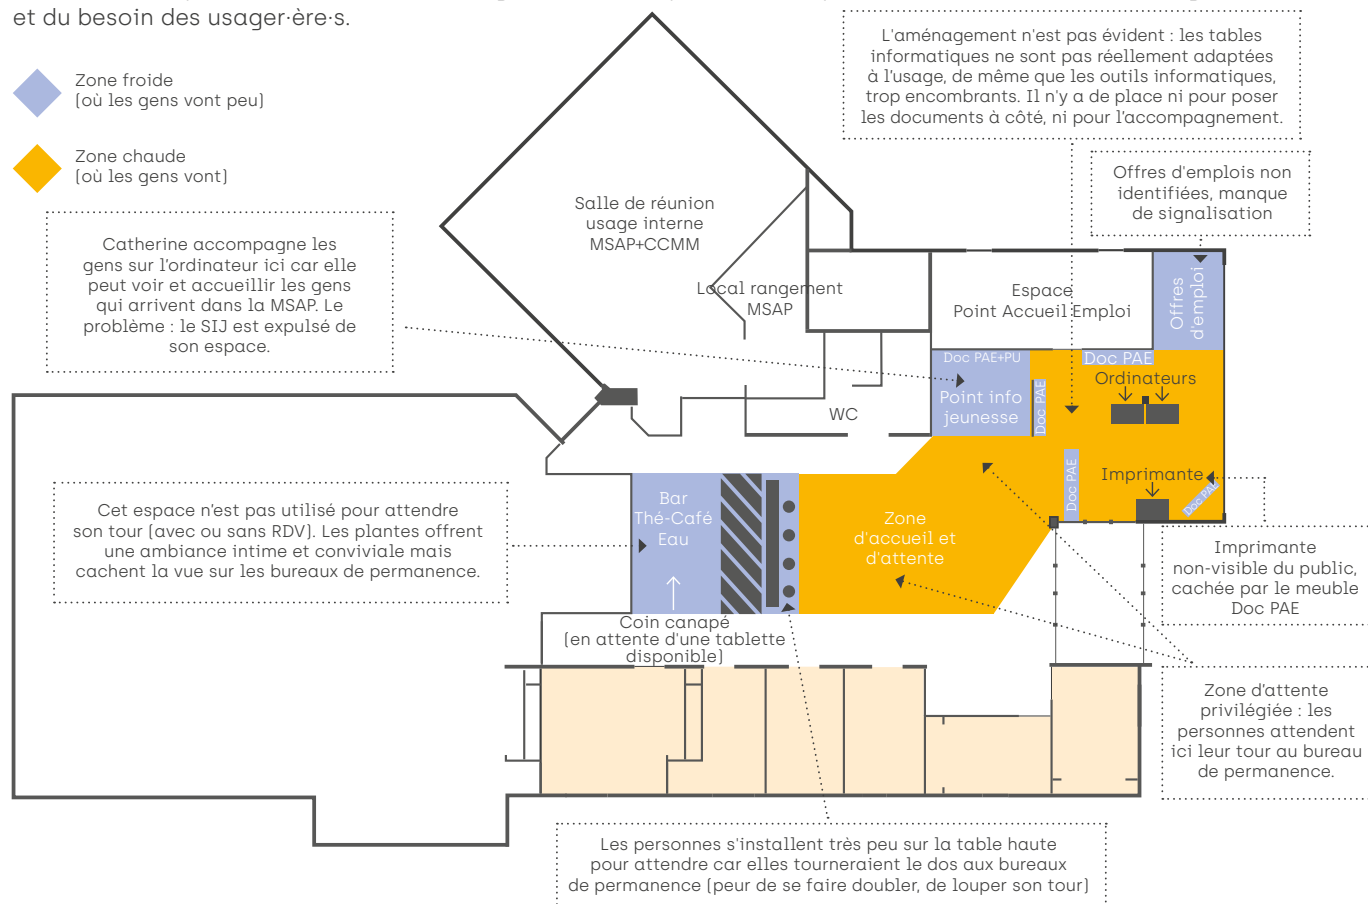 et du besoin des usager·ère·s.
Zone froide
(où les gens vont peu)
Zone chaude
(où les gens vont)
L'aménagement n'est pas évident : les tables
informatiques ne sont pas réellement adaptées
à l'usage, de même que les outils informatiques,
trop encombrants. Il n'y a de place ni pour poser
les documents à côté, ni pour l'accompagnement.
Offres d'emplois non
identifiées, manque
de signalisation
Catherine accompagne les
gens sur l'ordinateur ici car elle
peut voir et accueillir les gens
qui arrivent dans la MSAP. Le
problème : le SIJ est expulsé de
son espace.
Salle de réunion
usage interne
MSAP+CCMM
Local rangement
MSAP
Espace
Point Accueil Emploi
Offres
d'emploi
Doc PAE+PU
Point info
jeunesse
Doc PAE
Doc PAE
Ordinateurs
WC
Doc PAE
Imprimante
Doc PAE
Cet espace n'est pas utilisé pour attendre
son tour (avec ou sans RDV). Les plantes offrent
une ambiance intime et conviviale mais
cachent la vue sur les bureaux de permanence.
Bar
Thé-Café
Eau
Zone
d'accueil et
d'attente
Imprimante
non-visible du public,
cachée par le meuble
Doc PAE
Coin canapé
(en attente d'une tablette
disponible)
Zone d'attente
privilégiée : les
personnes attendent
ici leur tour au bureau
de permanence.
Les personnes s'installent très peu sur la table haute
pour attendre car elles tourneraient le dos aux bureaux
de permanence (peur de se faire doubler, de louper son tour)